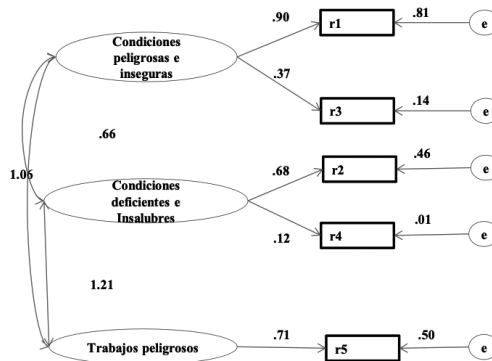 .90
r1
.81
e
Condiciones
peligrosas e
inseguras
.37
r3
.14
e
.66
1.06
.68
r2
.46
e
Condiciones
deficientes e
Insalubres
.12
r4
.01
e
1.21
Trabajos peligrosos
.71
r5
.50
e